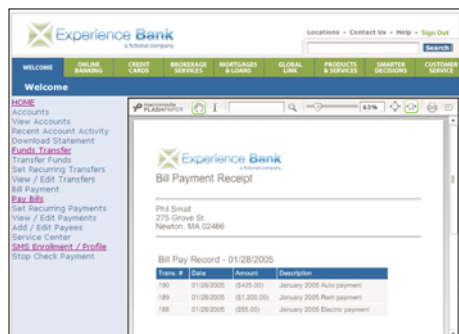 Experience Bank
a fictional company
Locations • Contact Us • Help • Sign Out
Search
WELCOME
ONLINE BANKING
CREDIT CARDS
BROKERAGE SERVICES
MORTGAGES & LOANS
GLOBAL LINK
PRODUCTS & SERVICES
SMARTER DECISIONS
CUSTOMER SERVICE
Welcome
HOME
Accounts
View Accounts
Recent Account Activity
Download Statement
Funds Transfer
Transfer Funds
Set Recurring Transfers
View / Edit Transfers
Bill Payment
Pay Bills
Set Recurring Payments
View / Edit Payments
Add / Edit Payees
Service Center
SMS Enrollment / Profile
Stop Check Payment
macromedia
FLASHPAPER
63%
Experience Bank
a fictional company
Bill Payment Receipt
Phil Small
275 Grove St.
Newton, MA 02466
Bill Pay Record - 01/28/2005
Trans. # Date Amount Description
190 01/28/2005 ($425.00) January 2005 Auto payment
189 01/28/2005 ($1,200.00) January 2005 Rent payment
188 01/28/2005 ($55.00) January 2005 Electric payment